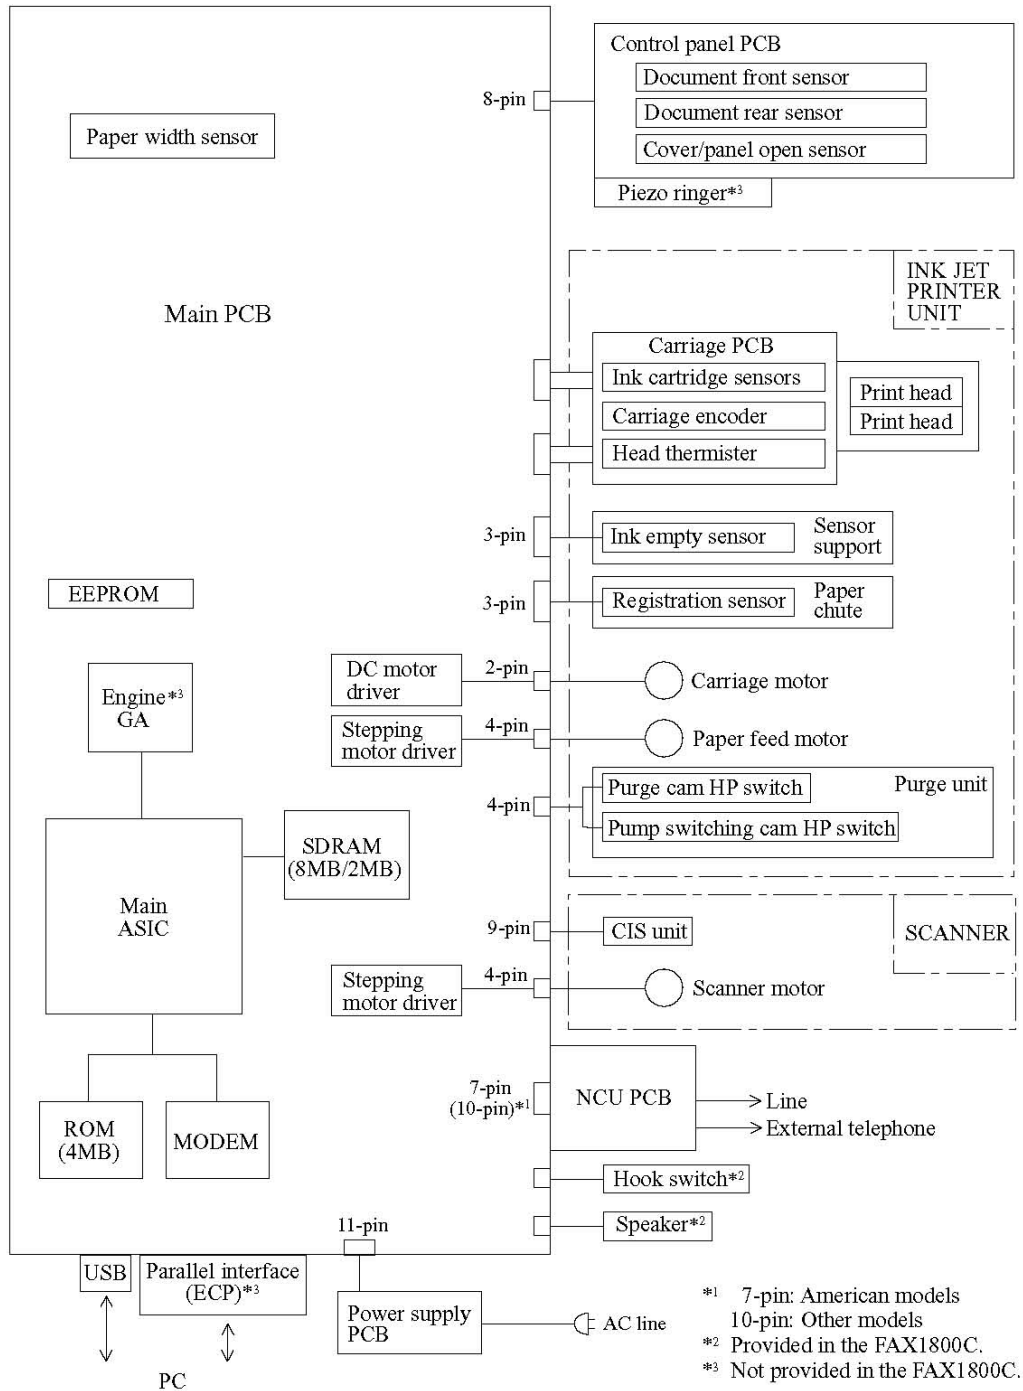 Control panel PCB
Document front sensor
8-pin
Document rear sensor
Paper width sensor
Cover/panel open sensor
Piezo ringer*3
INK JET
PRINTER
UNIT
Main PCB
Carriage PCB
Ink cartridge sensors
Print head
Carriage encoder
Print head
Head thermister
3-pin
Ink empty sensor
Sensor
support
EEPROM
3-pin
Registration sensor
Paper
chute
DC motor
driver
2-pin
Carriage motor
Engine*3
GA
Stepping
motor driver
4-pin
Paper feed motor
Purge cam HP switch
Purge unit
4-pin
Pump switching cam HP switch
SDRAM
(8MB/2MB)
Main
ASIC
9-pin
CIS unit
SCANNER
Stepping
motor driver
4-pin
Scanner motor
7-pin
(10-pin)*1
NCU PCB
Line
External telephone
ROM
(4MB)
MODEM
Hook switch*2
11-pin
Speaker*2
USB
Parallel interface
(ECP)*3
Power supply
PCB
AC line
PC
*1 7-pin: American models
10-pin: Other models
*2 Provided in the FAX1800C.
*3 Not provided in the FAX1800C.